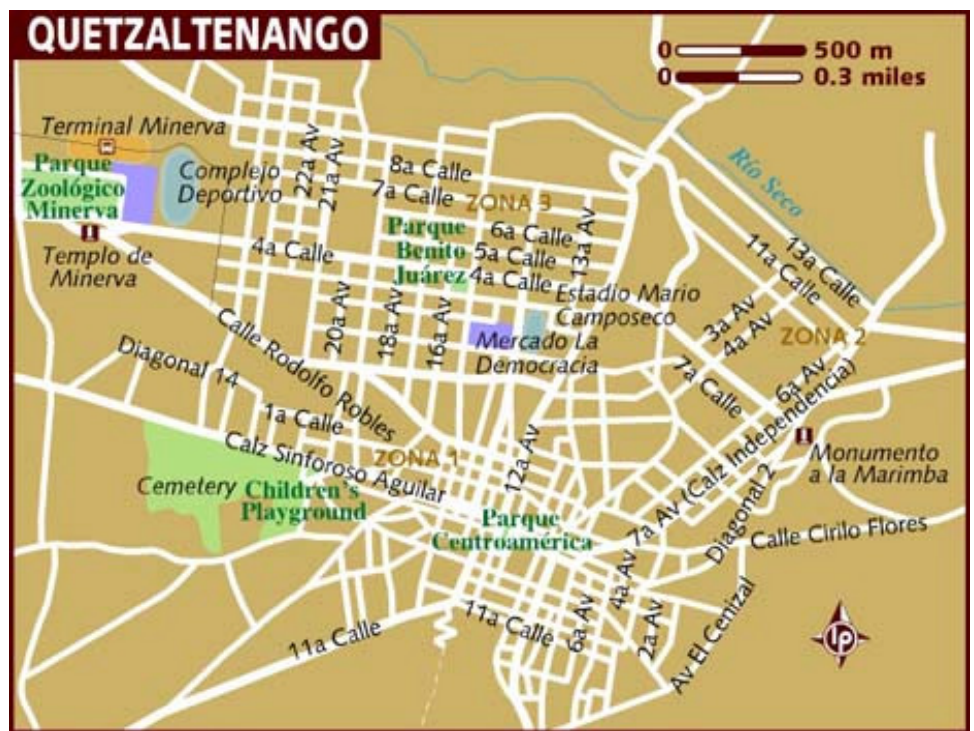 QUETZALTENANGO
0 500 m
0 0.3 miles
Terminal Minerva
Parque
Zoológico
Minerva
Complejo
Deportivo
22a Av
21a Av
8a Calle
7a Calle
ZONA 3
Río Seco
Templo de
Minerva
4a Calle
Parque
Benito
Juárez
6a Calle
5a Calle
4a Calle
13a Av
11a Calle
13a Calle
Estadio Mario
Camposeco
20a Av
18a Av
16a Av
Mercado La
Democracia
3a Av
4a Av
ZONA 2
Calle Rodolfo Robles
Diagonal 14
7a Calle
6a Av
1a Calle
Calz Sinforoso Aguilar
ZONA 1
12a Av
7a Av (Calz Independencia)
Monumento
a la Marimba
Cemetery
Children's
Playground
Parque
Centroamérica
Diagonal 2
Calle Cirilo Flores
11a Calle
11a Calle
6a Av
4a Av
2a Av
Av El Cenizal
lp